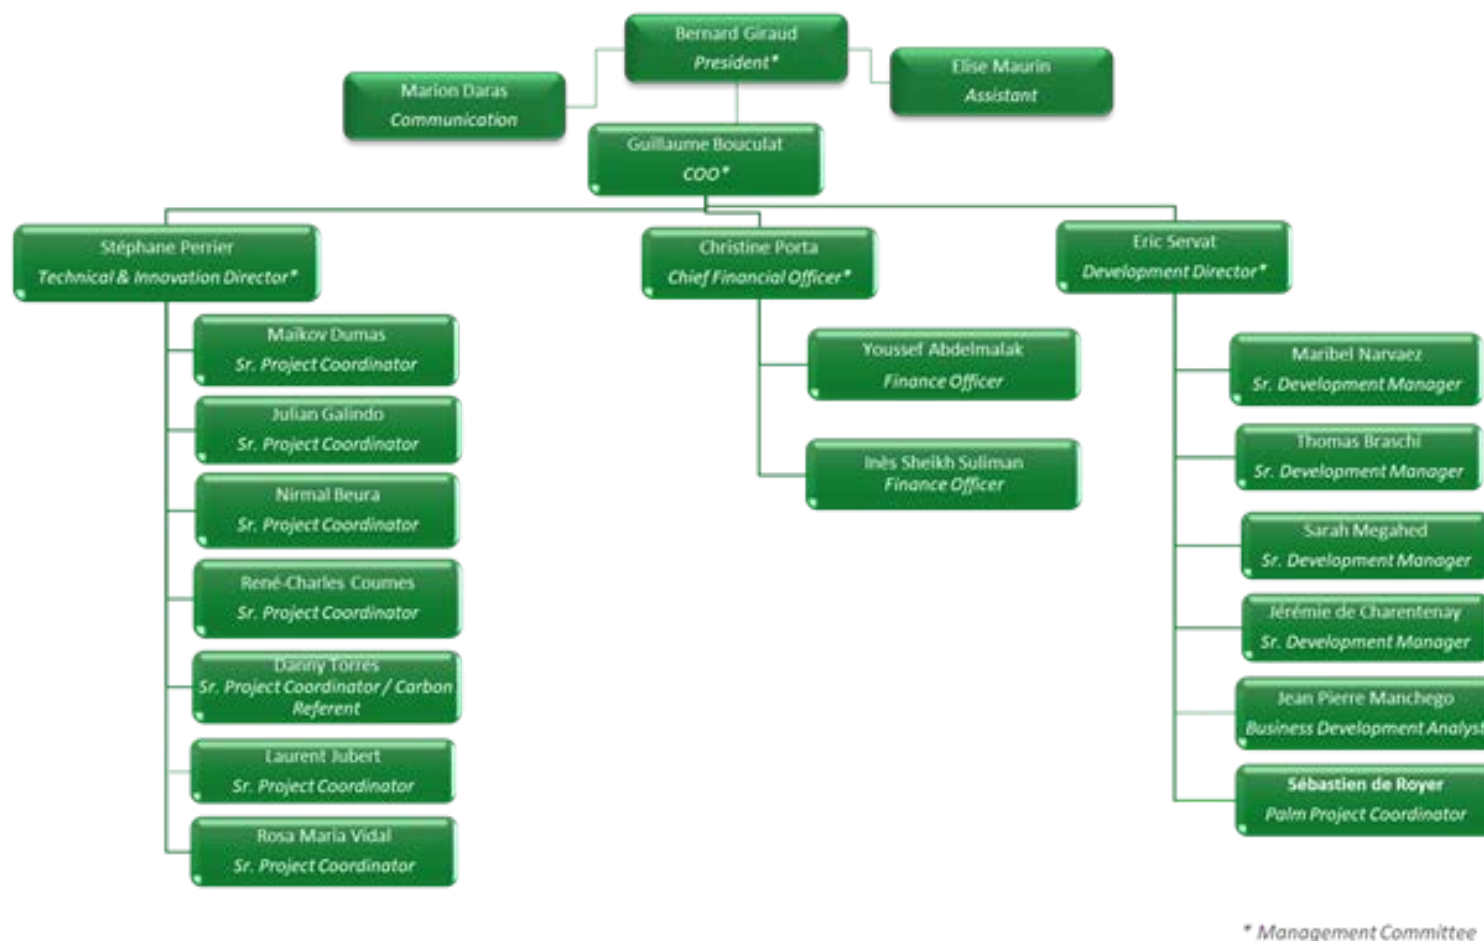 Bernard Giraud
President*
Marion Daras
Communication
Elise Maurin
Assistant
Guillaume Bouculat
COO*
Stéphane Perrier
Technical & Innovation Director*
Maïkov Dumas
Sr. Project Coordinator
Julian Galindo
Sr. Project Coordinator
Nirmal Beura
Sr. Project Coordinator
René-Charles Coumes
Sr. Project Coordinator
Danny Torres
Sr. Project Coordinator / Carbon
Referent
Laurent Jubert
Sr. Project Coordinator
Rosa Maria Vidal
Sr. Project Coordinator
Christine Porta
Chief Financial Officer*
Youssef Abdelmalak
Finance Officer
Inès Sheikh Suliman
Finance Officer
Eric Servat
Development Director*
Maribel Narvaez
Sr. Development Manager
Thomas Braschi
Sr. Development Manager
Sarah Megahed
Sr. Development Manager
Jérémie de Charentenay
Sr. Development Manager
Jean Pierre Manchego
Business Development Analyst
Sébastien de Royer
Palm Project Coordinator
* Management Committee